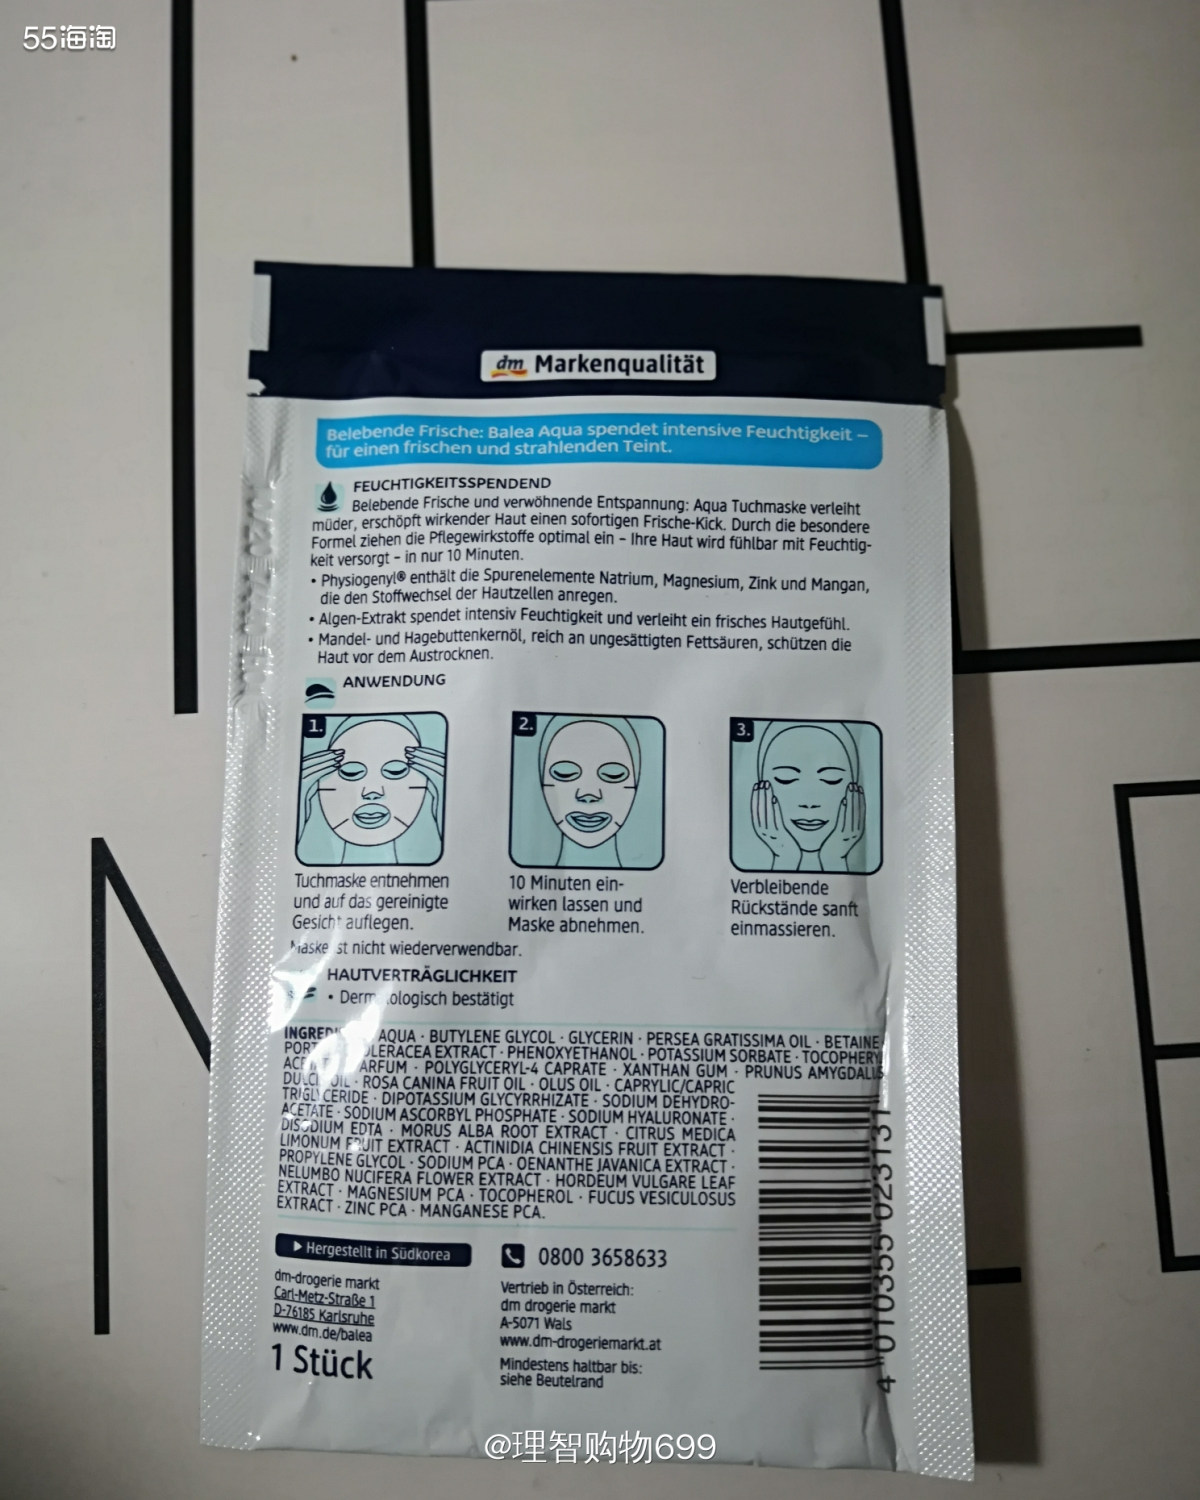 55海淘
dm Markenqualität
Belebende Frische: Balea Aqua spendet intensive Feuchtigkeit –
für einen frischen und strahlenden Teint.
FEUCHTIGKEITSSPENDEND
Belebende Frische und verwöhnende Entspannung: Aqua Tuchmaske verleiht
müder, erschöpft wirkender Haut einen sofortigen Frische-Kick. Durch die besondere
Formel ziehen die Pflegewirkstoffe optimal ein – Ihre Haut wird fühlbar mit Feuchtig-
keit versorgt – in nur 10 Minuten.
• Physiogenyl® enthält die Spurenelemente Natrium, Magnesium, Zink und Mangan,
die den Stoffwechsel der Hautzellen anregen.
• Algen-Extrakt spendet intensiv Feuchtigkeit und verleiht ein frisches Hautgefühl.
• Mandel- und Hagebuttenkernöl, reich an ungesättigten Fettsäuren, schützen die
Haut vor dem Austrocknen.
ANWENDUNG
1.
Tuchmaske entnehmen
und auf das gereinigte
Gesicht auflegen.
2.
10 Minuten ein-
wirken lassen und
Maske abnehmen.
3.
Verbleibende
Rückstände sanft
einmassieren.
Maske ist nicht wiederverwendbar.
HAUTVERTRÄGLICHKEIT
• Dermatologisch bestätigt
AQUA · BUTYLENE GLYCOL · GLYCERIN · PERSEA GRATISSIMA OIL · BETAINE
EXTRACT · PHENOXYETHANOL · POTASSIUM SORBATE · TOCOPHERYL
PARFUM · POLYGLYCERYL-4 CAPRATE · XANTHAN GUM · PRUNUS AMYGDALUS
DULCIS OIL · ROSA CANINA FRUIT OIL · OLUS OIL · CAPRYLIC/CAPRIC
TRIGLYCERIDE · DIPOTASSIUM GLYCYRRHIZATE · SODIUM DEHYDRO-
ACETATE · SODIUM ASCORBYL PHOSPHATE · SODIUM HYALURONATE ·
DISODIUM EDTA · MORUS ALBA ROOT EXTRACT · CITRUS MEDICA
LIMONUM FRUIT EXTRACT · ACTINIDIA CHINENSIS FRUIT EXTRACT ·
PROPYLENE GLYCOL · SODIUM PCA · OENANTHE JAVANICA EXTRACT ·
NELUMBO NUCIFERA FLOWER EXTRACT · HORDEUM VULGARE LEAF
EXTRACT · MAGNESIUM PCA · TOCOPHEROL · FUCUS VESICULOSUS
EXTRACT · ZINC PCA · MANGANESE PCA.
4 010355 023131
Hergestellt in Südkorea
dm-drogerie markt
Carl-Metz-Straße 1
D-76185 Karlsruhe
www.dm.de/balea
1 Stück
0800 3658633
Vertrieb in Österreich:
dm drogerie markt
A-5071 Wals
www.dm-drogeriemarkt.at
Mindestens haltbar bis:
siehe Beutelrand
@理智购物699